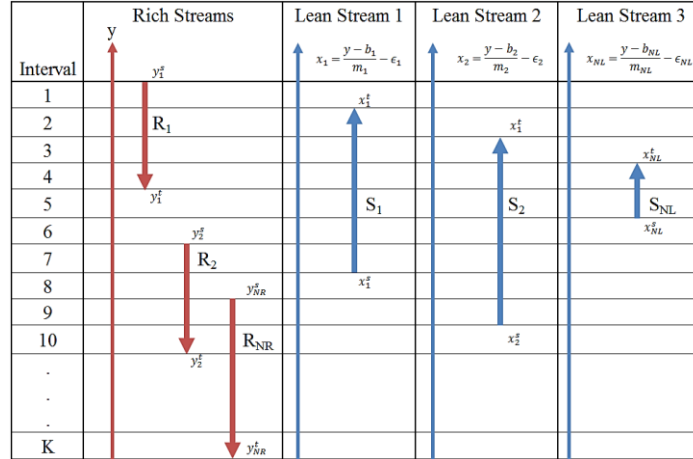 Rich Streams Lean Stream 1 Lean Stream 2 Lean Stream 3
y
x₁ = (y − b₁)/m₁ − ϵ₁ x₂ = (y − b₂)/m₂ − ϵ₂ x_NL = (y − b_NL)/m_NL − ϵ_NL
Interval y₁ˢ
1
x₁ᵗ
2 R₁ x₁ᵗ
3
x_NLᵗ
4
y₁ᵗ
5 S₁ S₂ S_NL
x_NLˢ
6 y₂ˢ
7 R₂
x₁ˢ
8 y_NRˢ
9
x₂ˢ
10 R_NR
y₂ᵗ
.
.
.
K y_NRᵗ